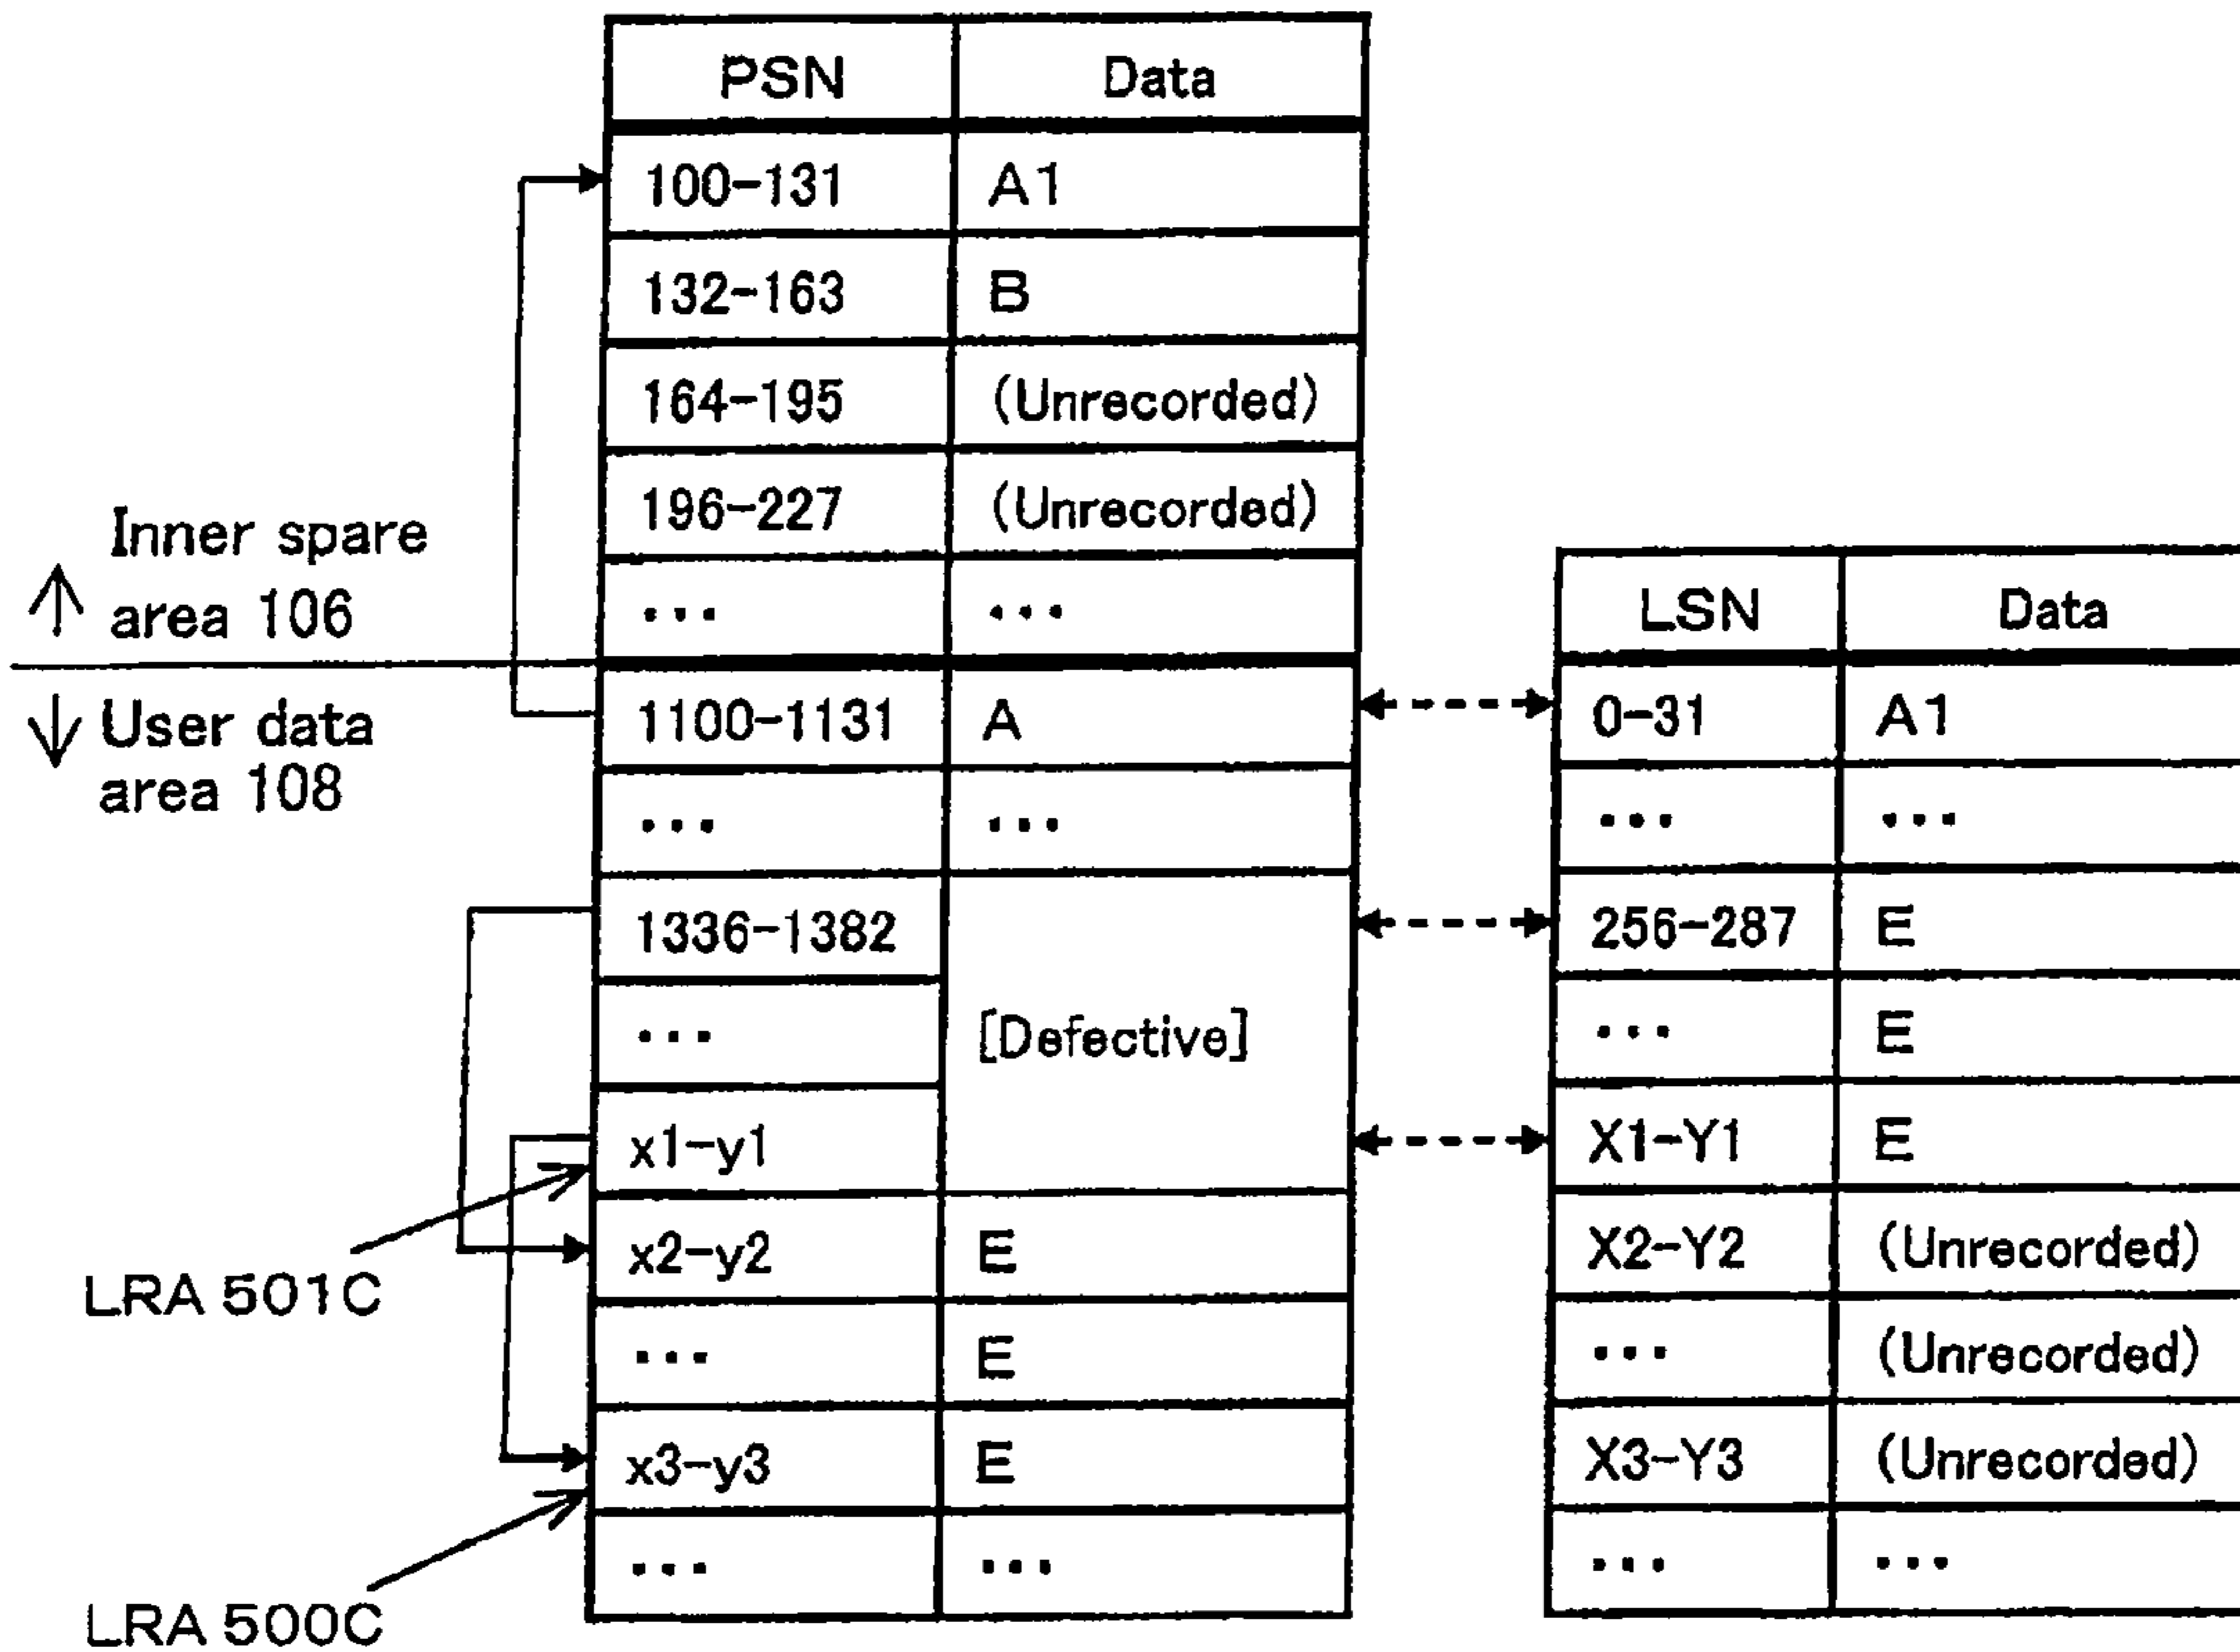 PSN Data
100-131 A1
132-163 B
164-195 (Unrecorded)
196-227 (Unrecorded)
... ...
1100-1131 A
... ...
1336-1382 [Defective]
...
x1-y1
x2-y2 E
... E
x3-y3 E
... ...
Inner spare
area 106
User data
area 108
LRA 501C
LRA 500C
LSN Data
0-31 A1
... ...
256-287 E
... E
X1-Y1 E
X2-Y2 (Unrecorded)
... (Unrecorded)
X3-Y3 (Unrecorded)
... ...